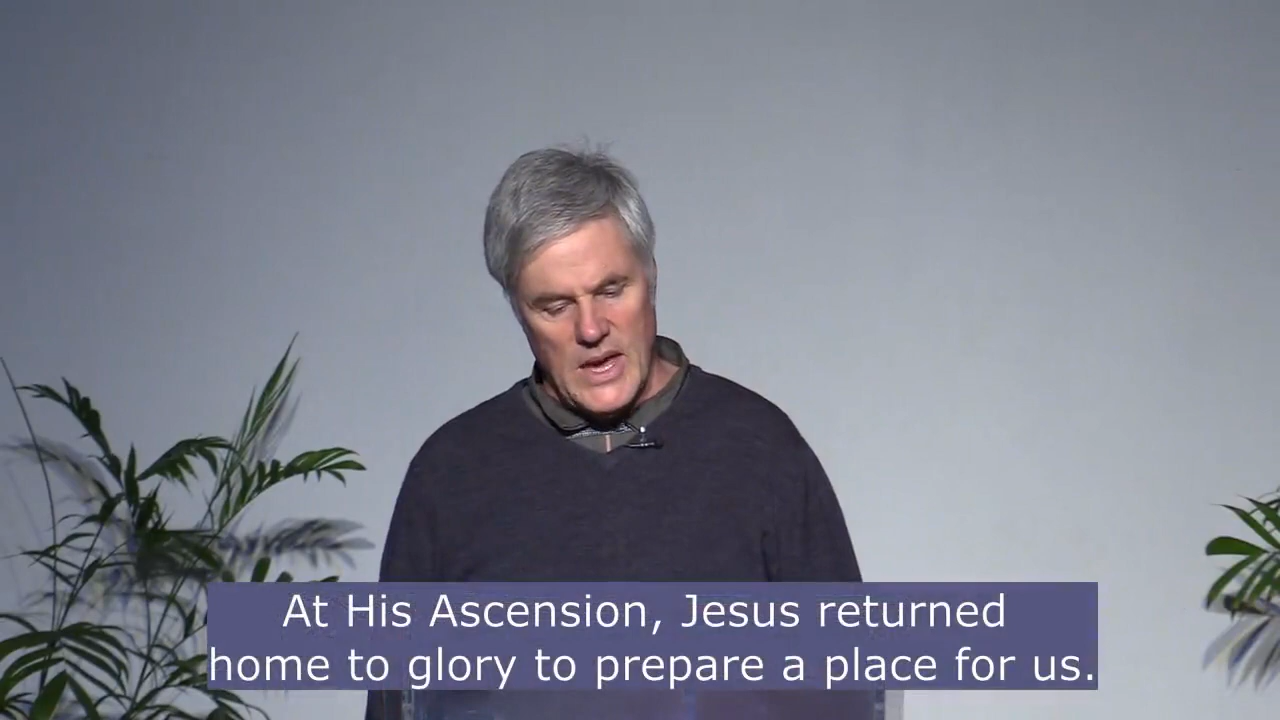 At His Ascension, Jesus returned
home to glory to prepare a place for us.